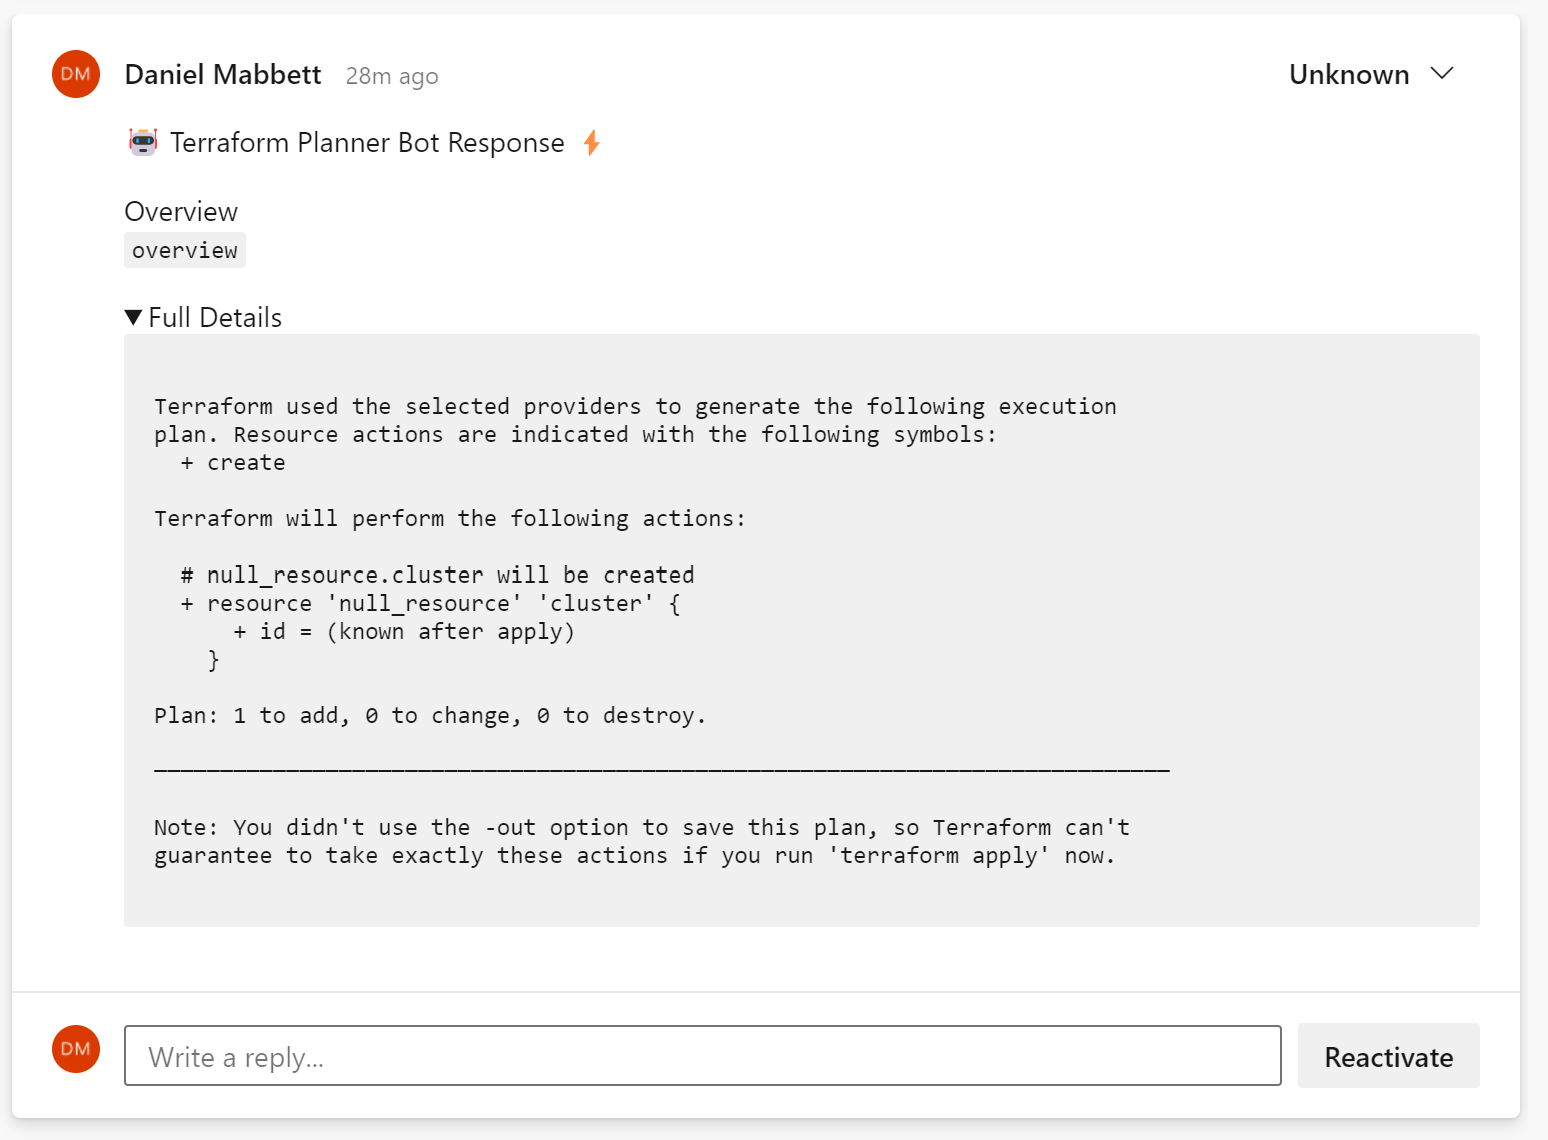 DM
Daniel Mabbett 28m ago
Unknown
Terraform Planner Bot Response
Overview
overview
Full Details
Terraform used the selected providers to generate the following execution
plan. Resource actions are indicated with the following symbols:
+ create
Terraform will perform the following actions:
# null_resource.cluster will be created
+ resource 'null_resource' 'cluster' {
+ id = (known after apply)
}
Plan: 1 to add, 0 to change, 0 to destroy.
Note: You didn't use the -out option to save this plan, so Terraform can't
guarantee to take exactly these actions if you run 'terraform apply' now.
DM
Write a reply...
Reactivate